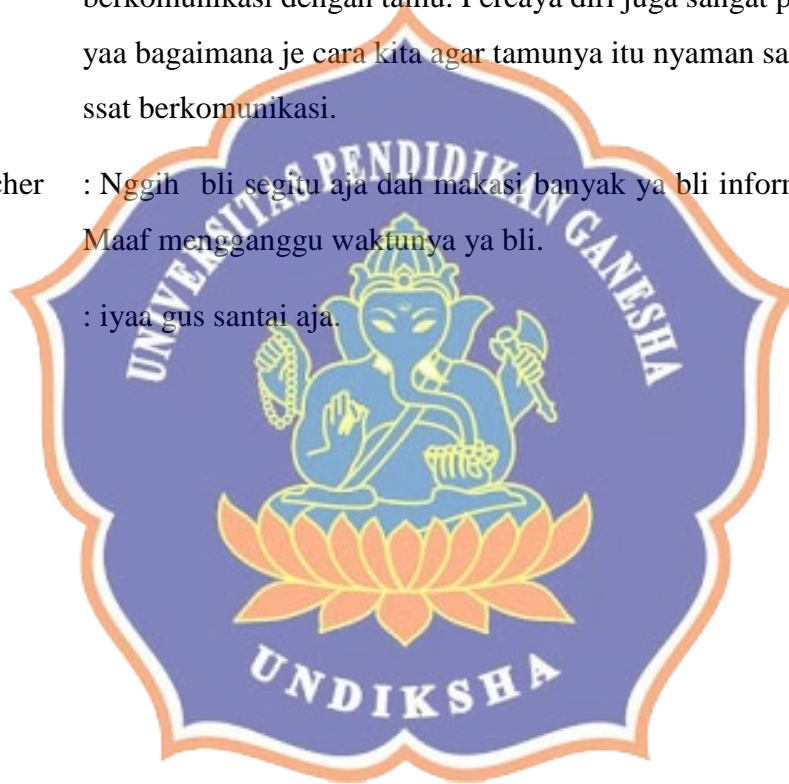 berkomunikasi dengan tamu. Percaya diri juga sangat p
yaa bagaimana je cara kita agar tamunya itu nyaman sa
ssat berkomunikasi.
cher : Nggih bli segitu aja dah makasi banyak ya bli inforr
Maaf mengganggu waktunya ya bli.
: iyaa gus santai aja.
UNIVERSITAS PENDIDIKAN GANESHA
UNDIKSHA